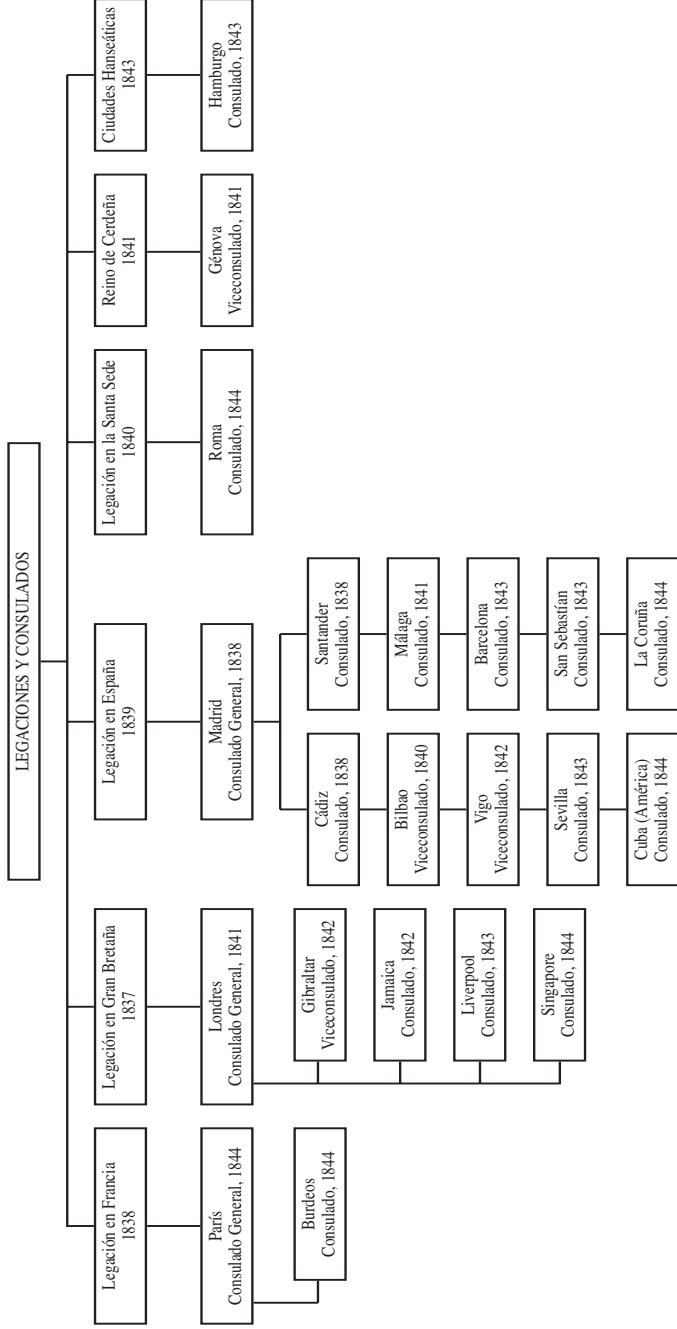 LEGACIONES Y CONSULADOS
Legación en Francia
1838
Legación en Gran Bretaña
1837
Legación en España
1839
Legación en la Santa Sede
1840
Reino de Cerdeña
1841
Ciudades Hanseáticas
1843
París
Consulado General, 1844
Londres
Consulado General, 1841
Madrid
Consulado General, 1838
Roma
Consulado, 1844
Génova
Viceconsulado, 1841
Hamburgo
Consulado, 1843
Burdeos
Consulado, 1844
Gibraltar
Viceconsulado, 1842
Jamaica
Consulado, 1842
Liverpool
Consulado, 1843
Singapore
Consulado, 1844
Cádiz
Consulado, 1838
Santander
Consulado, 1838
Bilbao
Viceconsulado, 1840
Málaga
Consulado, 1841
Vigo
Viceconsulado, 1842
Barcelona
Consulado, 1843
Sevilla
Consulado, 1843
San Sebastían
Consulado, 1843
Cuba (América)
Consulado, 1844
La Coruña
Consulado, 1844